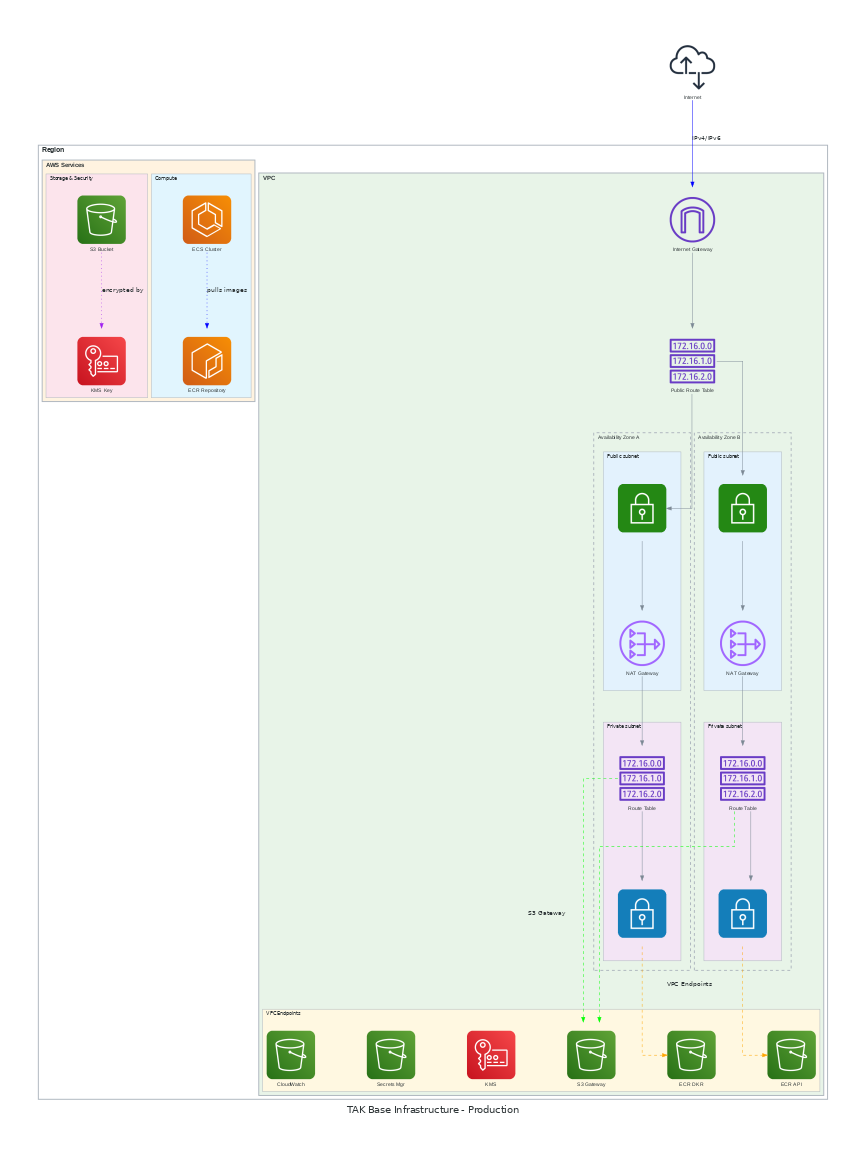 Internet
IPv4/IPv6
Region
AWS Services
Storage & Security
Compute
VPC
S3 Bucket
ECS Cluster
Internet Gateway
encrypted by
pulls images
172.16.0.0
172.16.1.0
172.16.2.0
KMS Key
ECR Repository
Public Route Table
Availability Zone A
Availability Zone B
Public subnet
Public subnet
NAT Gateway
NAT Gateway
Private subnet
Private subnet
172.16.0.0
172.16.1.0
172.16.2.0
172.16.0.0
172.16.1.0
172.16.2.0
Route Table
Route Table
S3 Gateway
VPC Endpoints
VPC Endpoints
CloudWatch
Secrets Mgr
KMS
S3 Gateway
ECR DKR
ECR API
TAK Base Infrastructure - Production